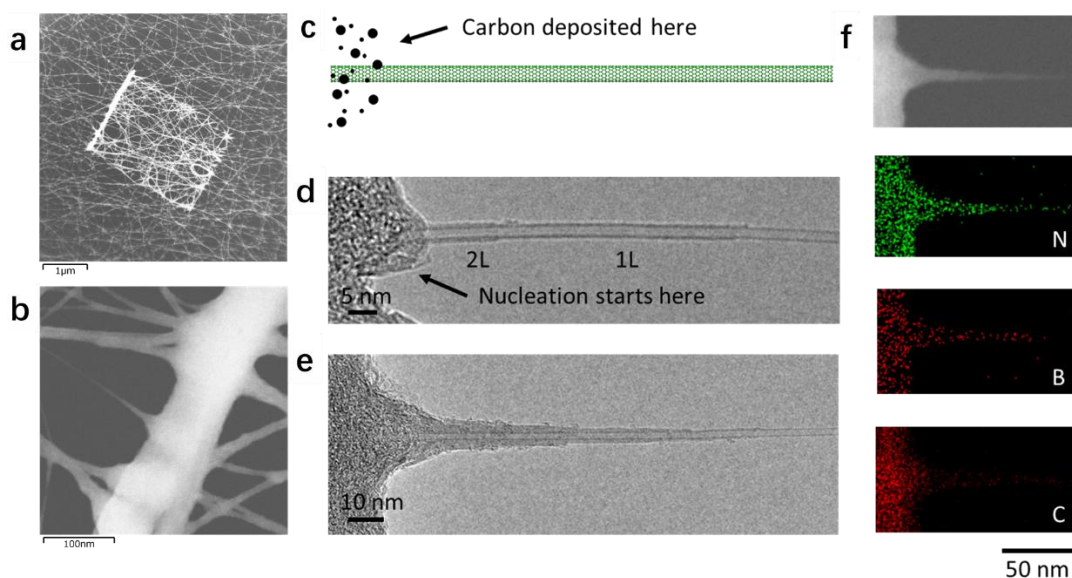 a
1μm
b
100nm
c
Carbon deposited here
d
2L
1L
Nucleation starts here
5 nm
e
10 nm
f
N
B
C
50 nm